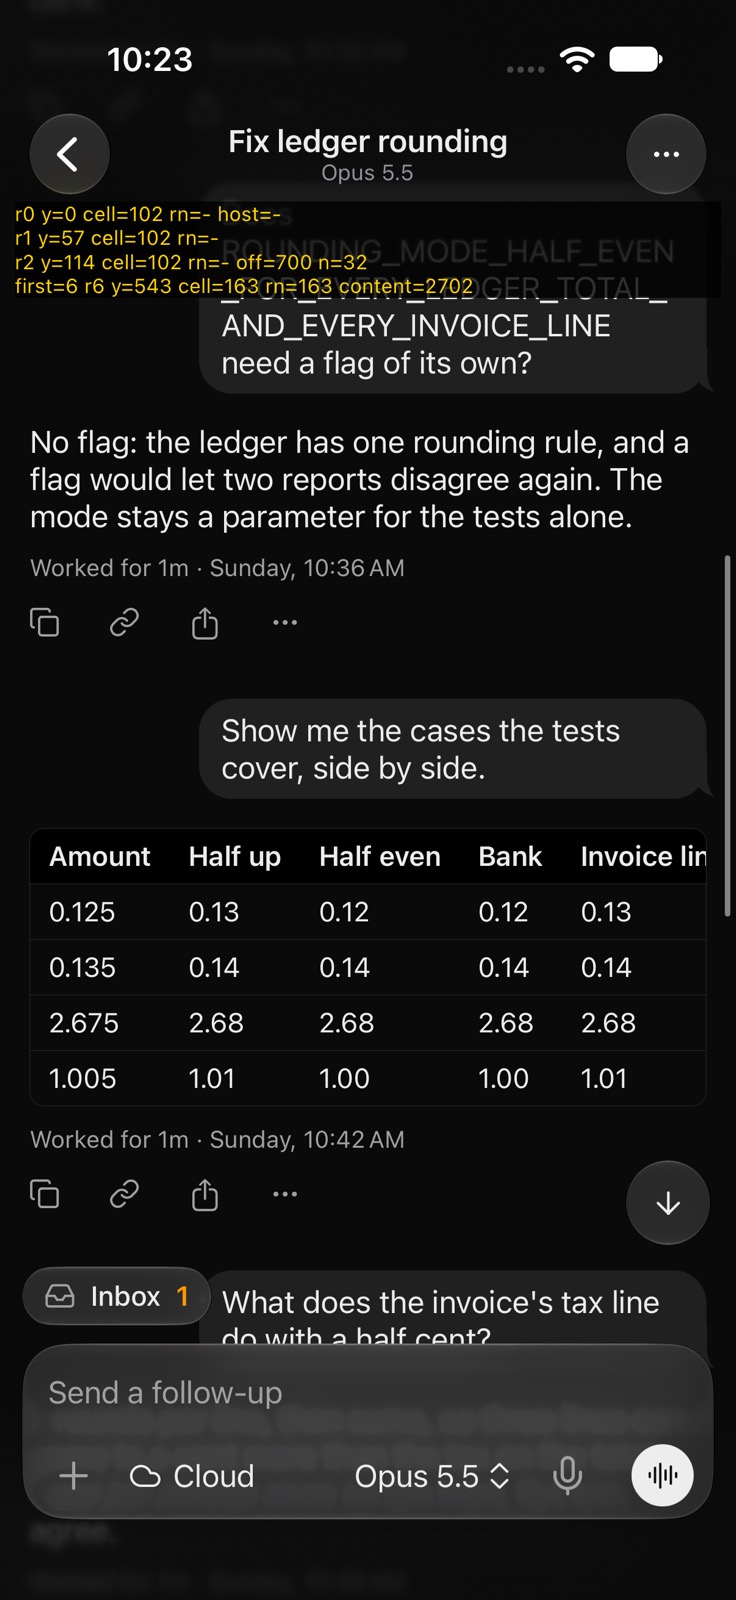 10:23
Fix ledger rounding
Opus 5.5
r0 y=0 cell=102 rn=- host=-
r1 y=57 cell=102 rn=-
r2 y=114 cell=102 rn=- off=700 n=32
first=6 r6 y=543 cell=163 rn=163 content=2702
ROUNDING_MODE_HALF_EVEN
_FOR_EVERY_LEDGER_TOTAL_
AND_EVERY_INVOICE_LINE
need a flag of its own?
No flag: the ledger has one rounding rule, and a
flag would let two reports disagree again. The
mode stays a parameter for the tests alone.
Worked for 1m · Sunday, 10:36 AM
Show me the cases the tests
cover, side by side.
Amount Half up Half even Bank Invoice lin
0.125 0.13 0.12 0.12 0.13
0.135 0.14 0.14 0.14 0.14
2.675 2.68 2.68 2.68 2.68
1.005 1.01 1.00 1.00 1.01
Worked for 1m · Sunday, 10:42 AM
Inbox 1
What does the invoice's tax line
do with a half cent?
Send a follow-up
Cloud Opus 5.5
agree.